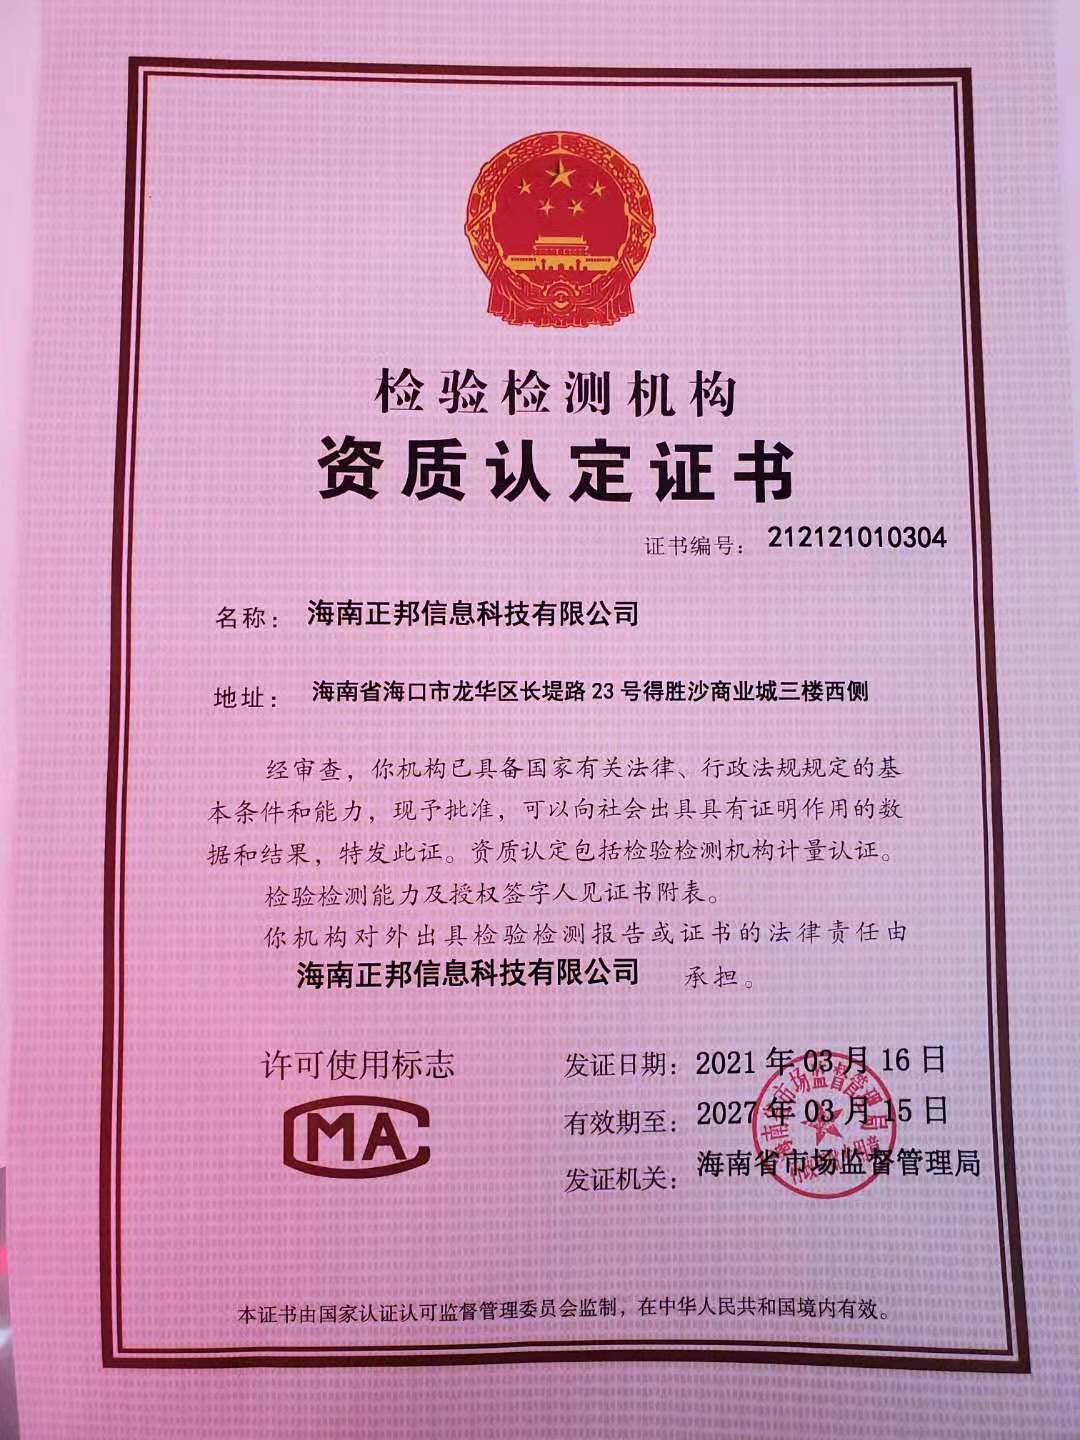 检验检测机构
资质认定证书
证书编号： 212121010304
名称： 海南正邦信息科技有限公司
地址： 海南省海口市龙华区长堤路23号得胜沙商业城三楼西侧
经审查，你机构已具备国家有关法律、行政法规规定的基
本条件和能力，现予批准，可以向社会出具具有证明作用的数
据和结果，特发此证。资质认定包括检验检测机构计量认证。
检验检测能力及授权签字人见证书附表。
你机构对外出具检验检测报告或证书的法律责任由
海南正邦信息科技有限公司 承担。
许可使用标志
MA
发证日期： 2021年03月16日
有效期至： 2027年03月15日
发证机关： 海南省市场监督管理局
海南省市场监督管理局
本证书由国家认证认可监督管理委员会监制，在中华人民共和国境内有效。